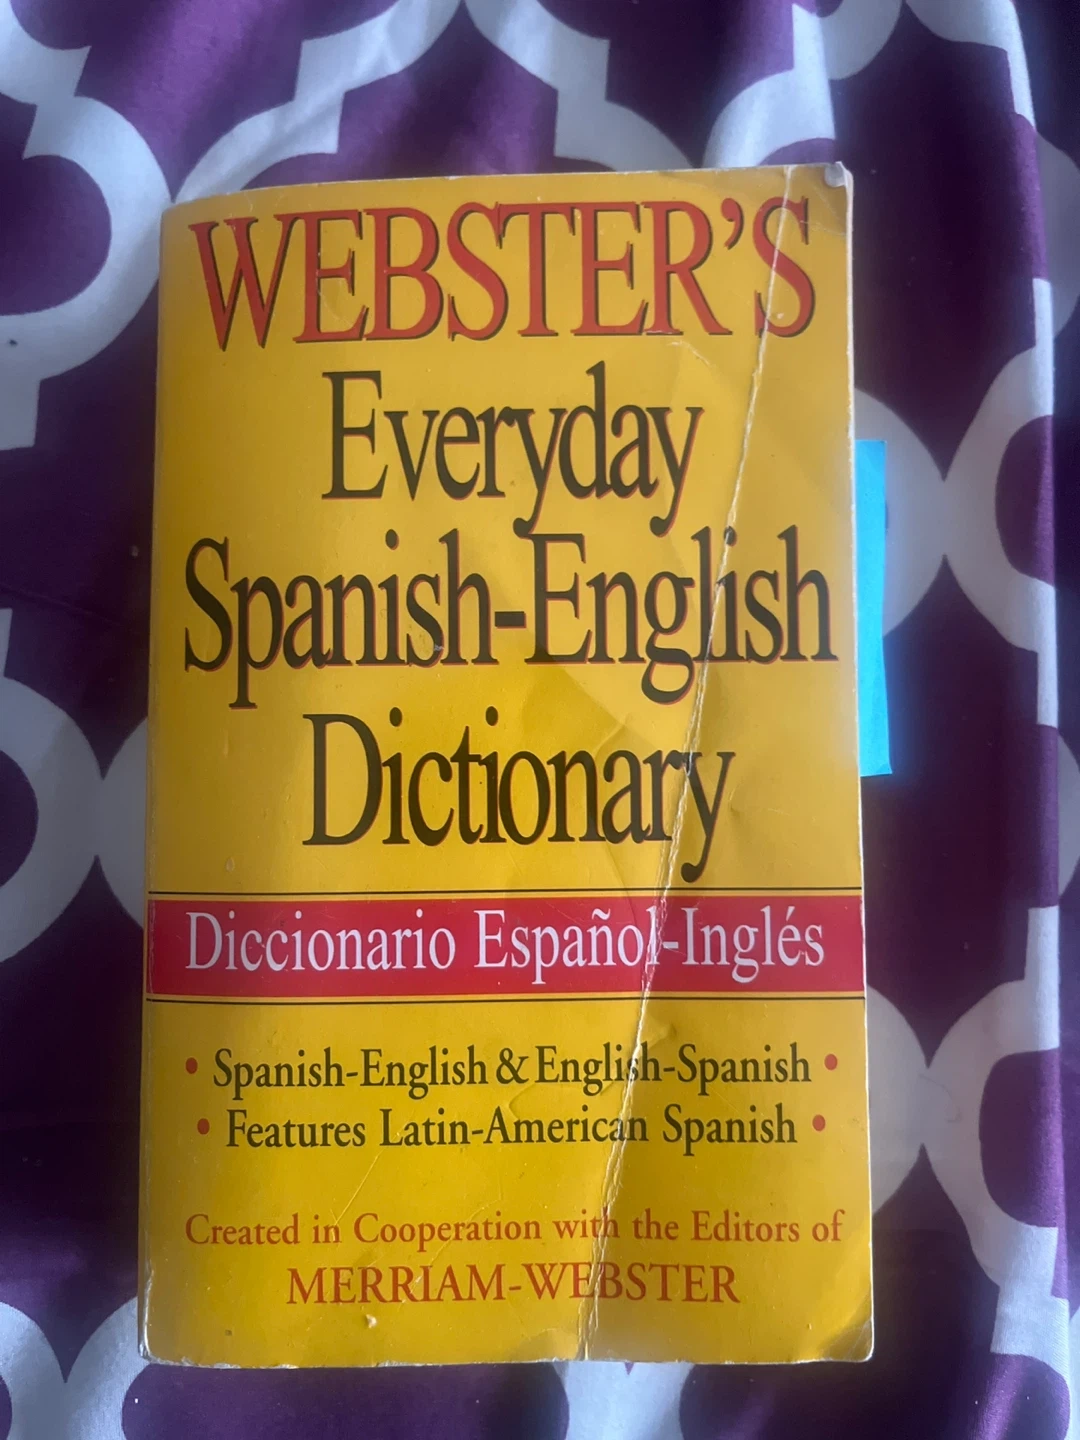 WEBSTER'S
Everyday
Spanish-English
Dictionary
Diccionario Español-Inglés
• Spanish-English & English-Spanish •
• Features Latin-American Spanish •
Created in Cooperation with the Editors of
MERRIAM-WEBSTER